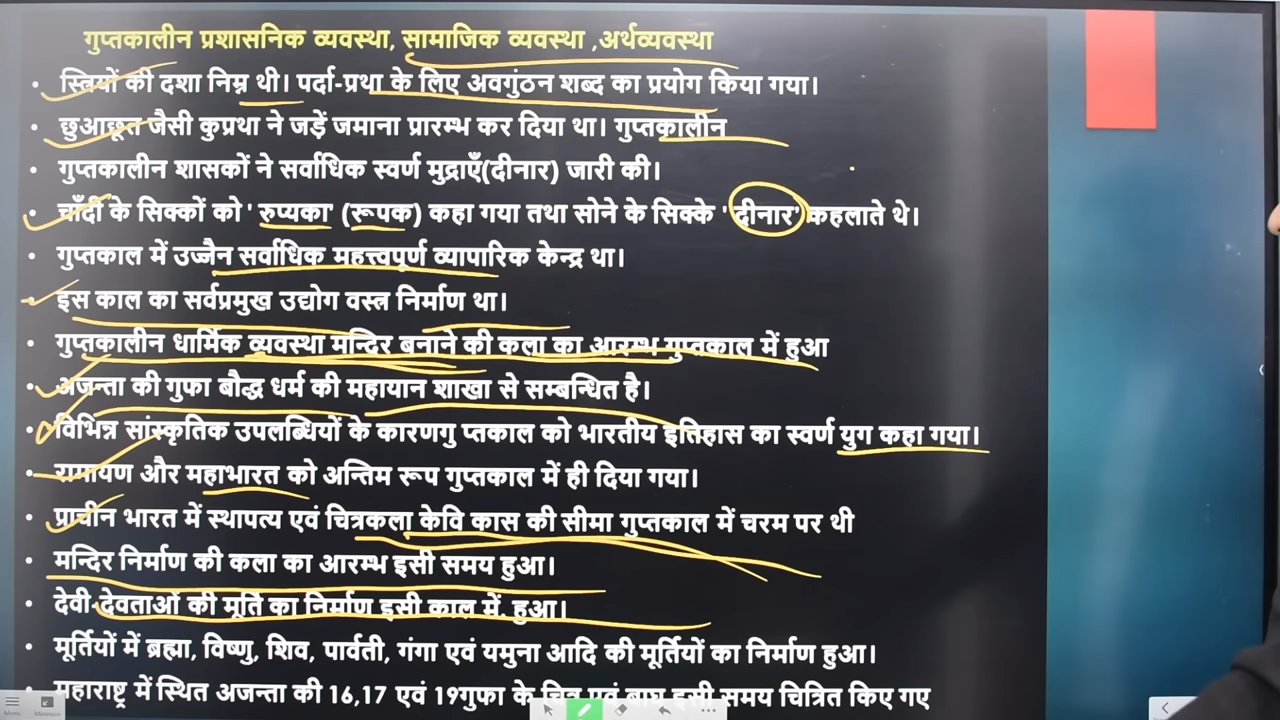 गुप्तकालीन प्रशासनिक व्यवस्था, सामाजिक व्यवस्था ,अर्थव्यवस्था
• स्त्रियों की दशा निम्न थी। पर्दा-प्रथा के लिए अवगुंठन शब्द का प्रयोग किया गया।
• छुआछूत जैसी कुप्रथा ने जड़ें जमाना प्रारम्भ कर दिया था। गुप्तकालीन
• गुप्तकालीन शासकों ने सर्वाधिक स्वर्ण मुद्राएँ(दीनार) जारी की।
• चाँदी के सिक्कों को ' रुप्यका' (रूपक) कहा गया तथा सोने के सिक्के ' दीनार' कहलाते थे।
• गुप्तकाल में उज्जैन सर्वाधिक महत्त्वपूर्ण व्यापारिक केन्द्र था।
• इस काल का सर्वप्रमुख उद्योग वस्त्र निर्माण था।
• गुप्तकालीन धार्मिक व्यवस्था मन्दिर बनाने की कला का आरम्भ गुप्तकाल में हुआ
• अजन्ता की गुफा बौद्ध धर्म की महायान शाखा से सम्बन्धित है।
• विभिन्न सांस्कृतिक उपलब्धियों के कारणगु प्तकाल को भारतीय इतिहास का स्वर्ण युग कहा गया।
• रामायण और महाभारत को अन्तिम रूप गुप्तकाल में ही दिया गया।
• प्राचीन भारत में स्थापत्य एवं चित्रकला केवि कास की सीमा गुप्तकाल में चरम पर थी
• मन्दिर निर्माण की कला का आरम्भ इसी समय हुआ।
• देवी-देवताओं की मूर्ति का निर्माण इसी काल में. हुआ।
• मूर्तियों में ब्रह्मा, विष्णु, शिव, पार्वती, गंगा एवं यमुना आदि की मूर्तियों का निर्माण हुआ।
• महाराष्ट्र में स्थित अजन्ता की 16,17 एवं 19गुफा के चित्र एवं बाघ इसी समय चित्रित किए गए
Menu